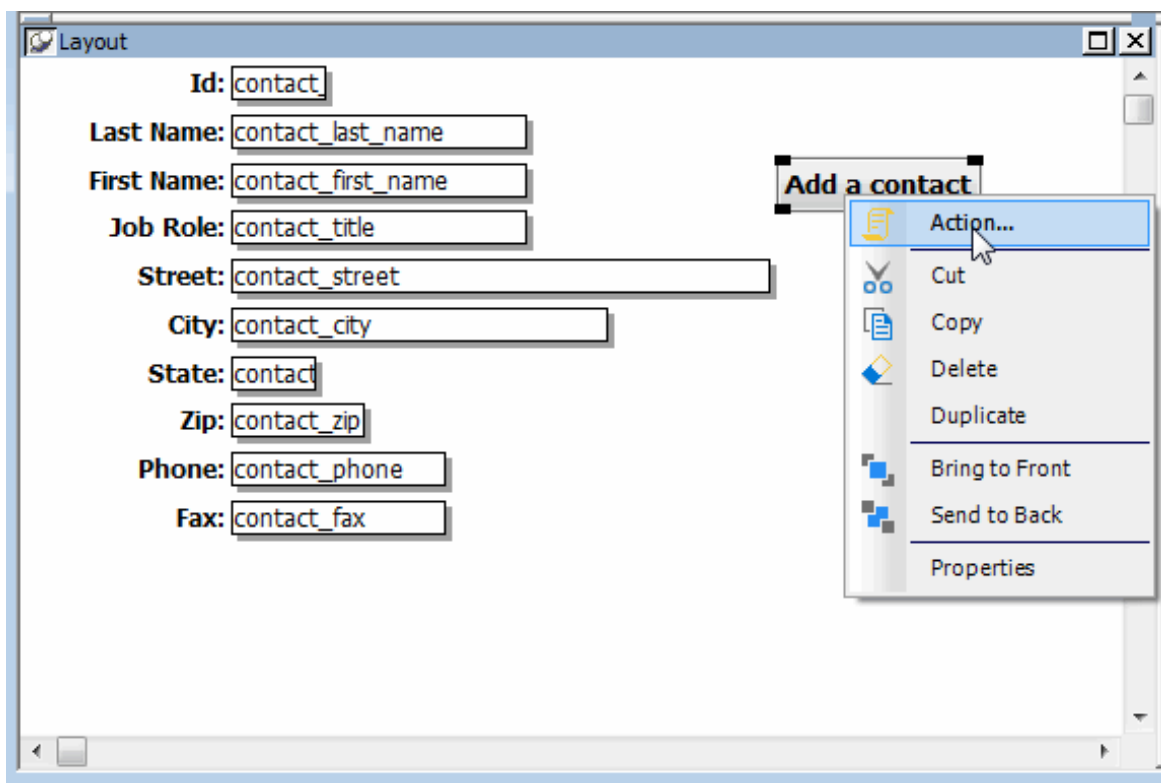 Layout
Id: contact_
Last Name: contact_last_name
First Name: contact_first_name
Job Role: contact_title
Street: contact_street
City: contact_city
State: contact
Zip: contact_zip
Phone: contact_phone
Fax: contact_fax
Add a contact
Action...
Cut
Copy
Delete
Duplicate
Bring to Front
Send to Back
Properties